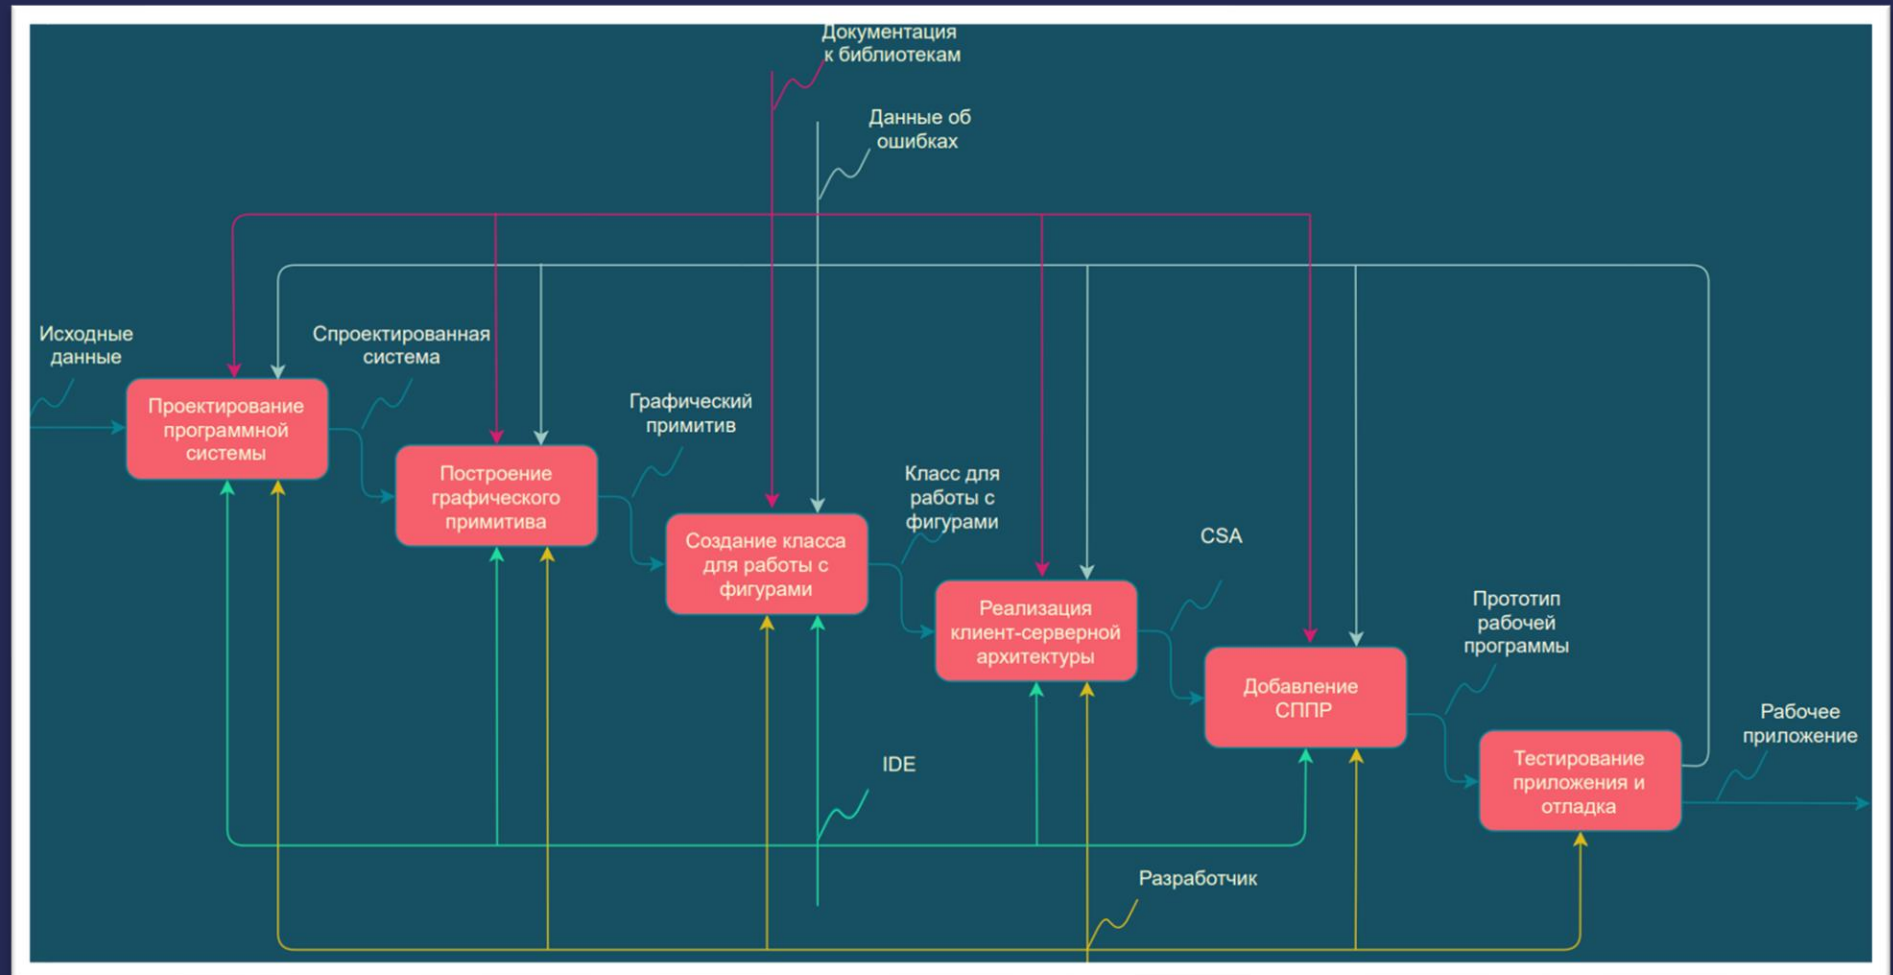 Документация
к библиотекам
Данные об
ошибках
Исходные
данные
Спроектированная
система
Проектирование
программной
системы
Графический
примитив
Построение
графического
примитива
Класс для
работы с
фигурами
Создание класса
для работы с
фигурами
CSA
Реализация
клиент-серверной
архитектуры
Прототип
рабочей
программы
Добавление
СППР
Рабочее
приложение
Тестирование
приложения и
отладка
IDE
Разработчик